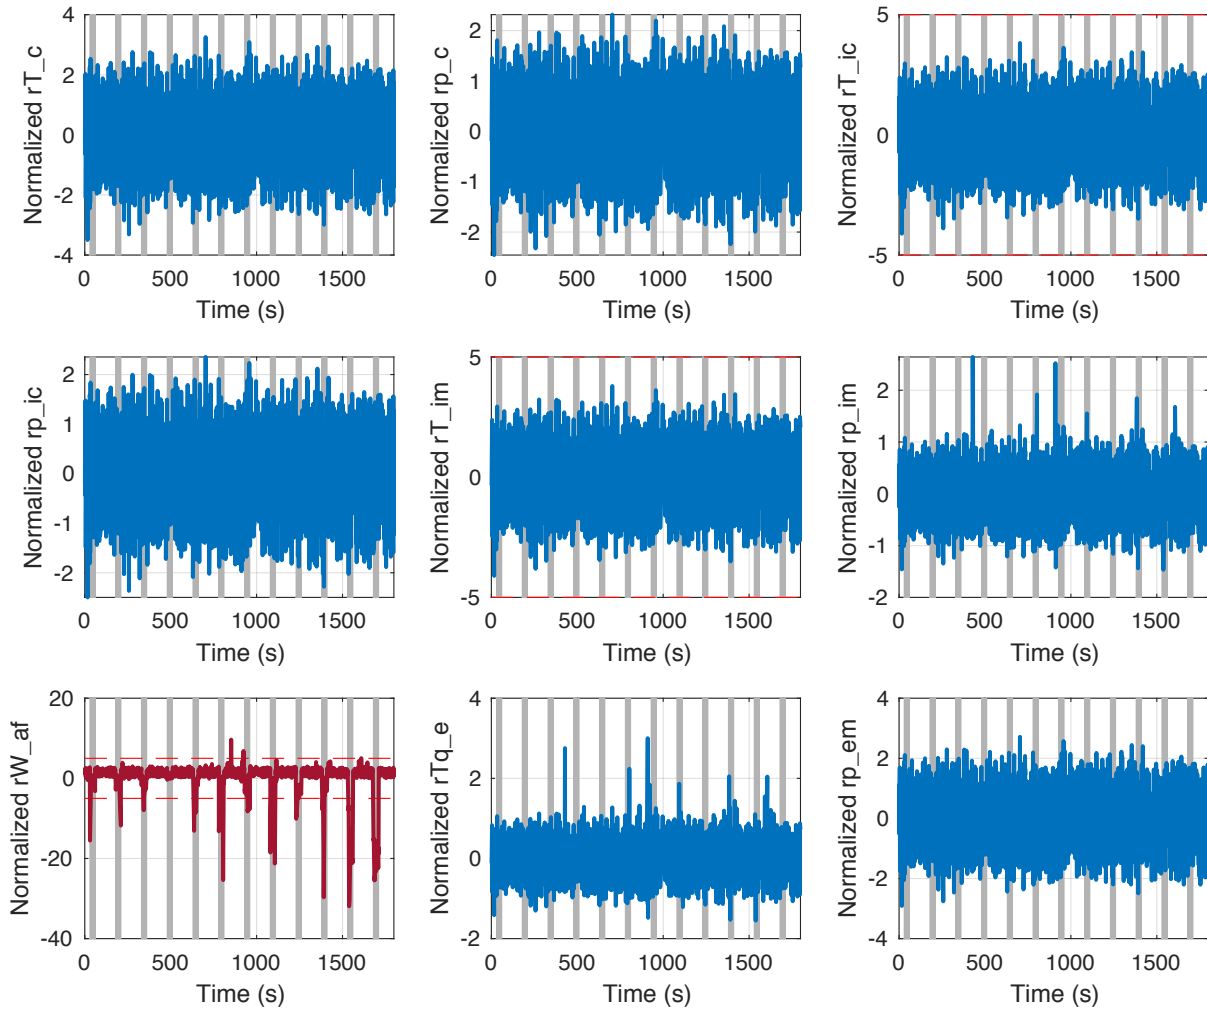 Normalized rT_c
4
2
0
-2
-4
0 500 1000 1500
Time (s)
Normalized rp_c
2
1
0
-1
-2
0 500 1000 1500
Time (s)
Normalized rT_ic
5
0
-5
0 500 1000 1500
Time (s)
Normalized rp_ic
2
1
0
-1
-2
0 500 1000 1500
Time (s)
Normalized rT_im
5
0
-5
0 500 1000 1500
Time (s)
Normalized rp_im
2
1
0
-1
-2
0 500 1000 1500
Time (s)
Normalized rW_af
20
0
-20
-40
0 500 1000 1500
Time (s)
Normalized rTq_e
4
2
0
-2
0 500 1000 1500
Time (s)
Normalized rp_em
4
2
0
-2
-4
0 500 1000 1500
Time (s)